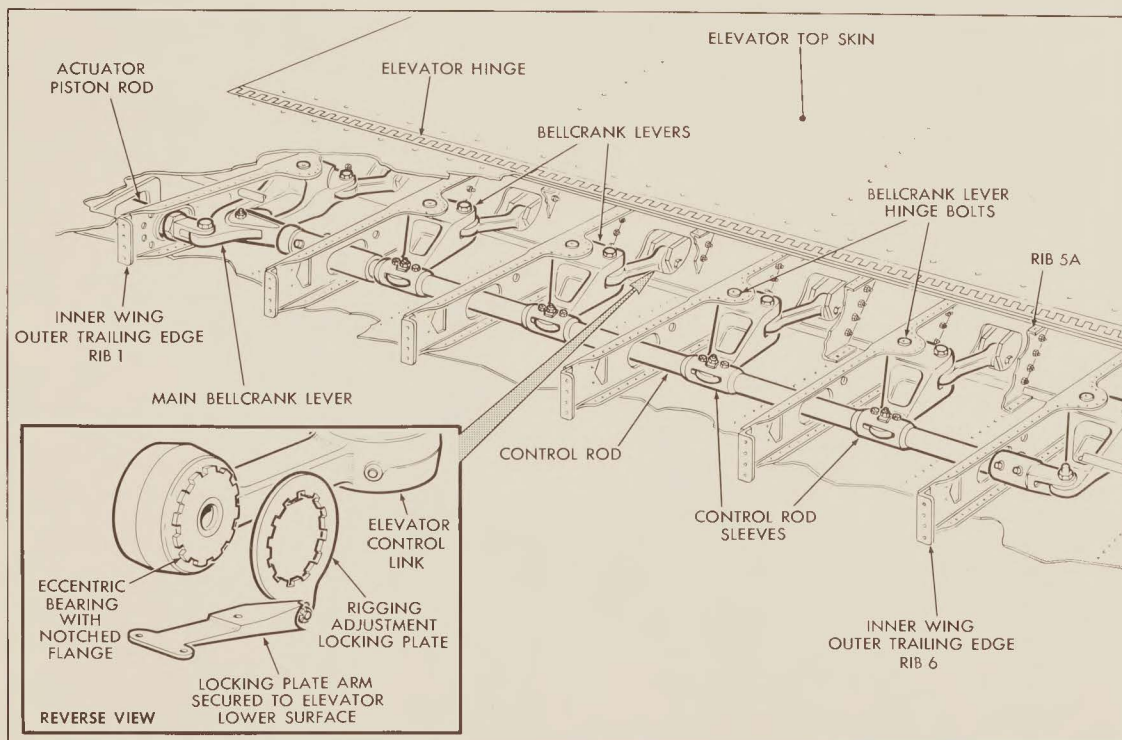 ELEVATOR TOP SKIN
ACTUATOR
PISTON ROD
ELEVATOR HINGE
BELLCRANK LEVERS
BELLCRANK LEVER
HINGE BOLTS
RIB 5A
INNER WING
OUTER TRAILING EDGE
RIB 1
MAIN BELLCRANK LEVER
CONTROL ROD
CONTROL ROD
SLEEVES
INNER WING
OUTER TRAILING EDGE
RIB 6
ELEVATOR
CONTROL
LINK
ECCENTRIC
BEARING
WITH
NOTCHED
FLANGE
RIGGING
ADJUSTMENT
LOCKING PLATE
LOCKING PLATE ARM
SECURED TO ELEVATOR
LOWER SURFACE
REVERSE VIEW